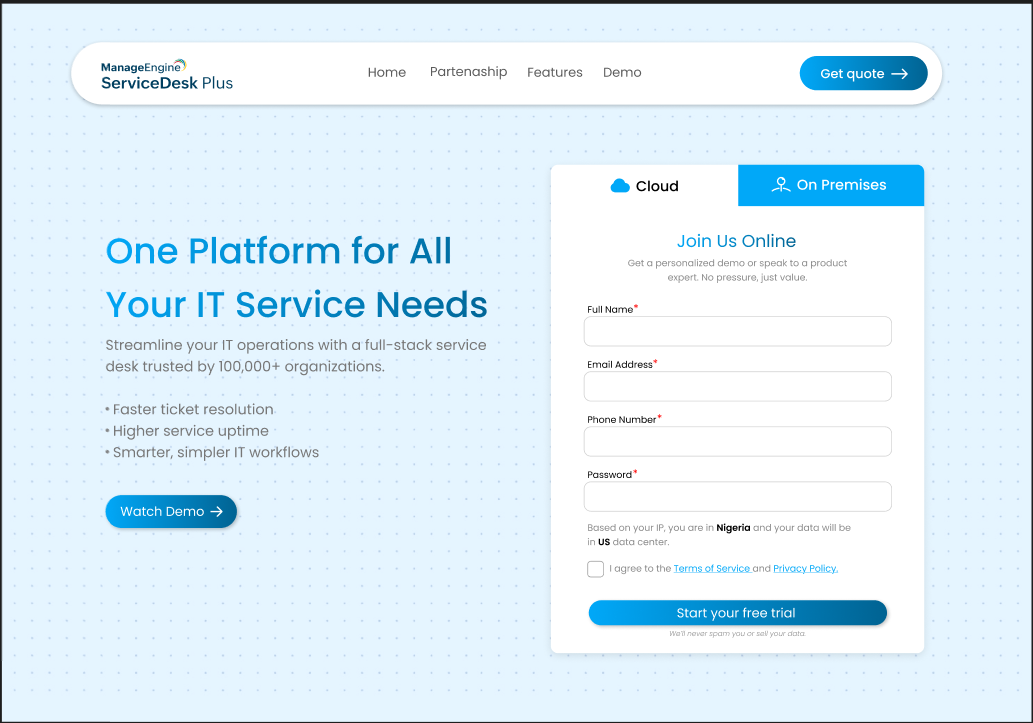 ManageEngine
ServiceDesk Plus
Home Partenaship Features Demo
Get quote
One Platform for All
Your IT Service Needs
Streamline your IT operations with a full-stack service
desk trusted by 100,000+ organizations.
• Faster ticket resolution
• Higher service uptime
• Smarter, simpler IT workflows
Watch Demo
Cloud
On Premises
Join Us Online
Get a personalized demo or speak to a product
expert. No pressure, just value.
Full Name*
Email Address*
Phone Number*
Password*
Based on your IP, you are in Nigeria and your data will be
in US data center.
I agree to the Terms of Service and Privacy Policy.
Start your free trial
We'll never spam you or sell your data.